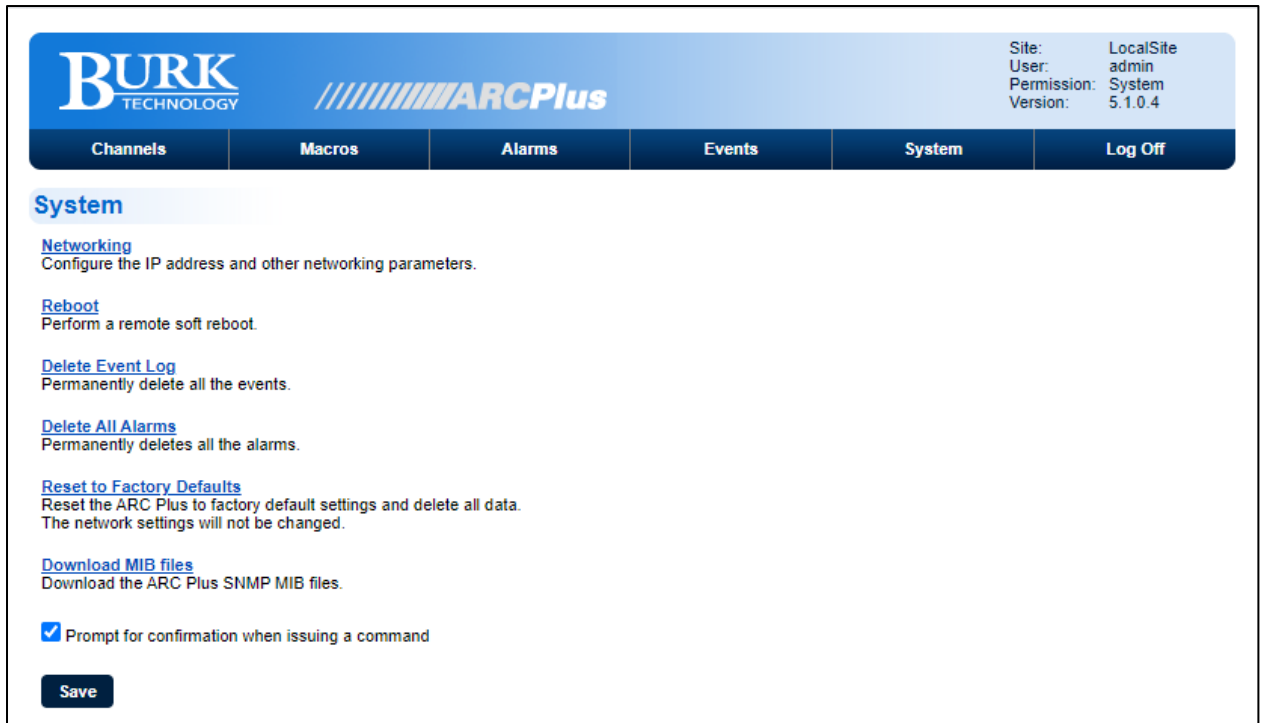 BURK
TECHNOLOGY
ARCPlus
Site: LocalSite
User: admin
Permission: System
Version: 5.1.0.4
Channels Macros Alarms Events System Log Off
System
Networking
Configure the IP address and other networking parameters.
Reboot
Perform a remote soft reboot.
Delete Event Log
Permanently delete all the events.
Delete All Alarms
Permanently deletes all the alarms.
Reset to Factory Defaults
Reset the ARC Plus to factory default settings and delete all data.
The network settings will not be changed.
Download MIB files
Download the ARC Plus SNMP MIB files.
Prompt for confirmation when issuing a command
Save